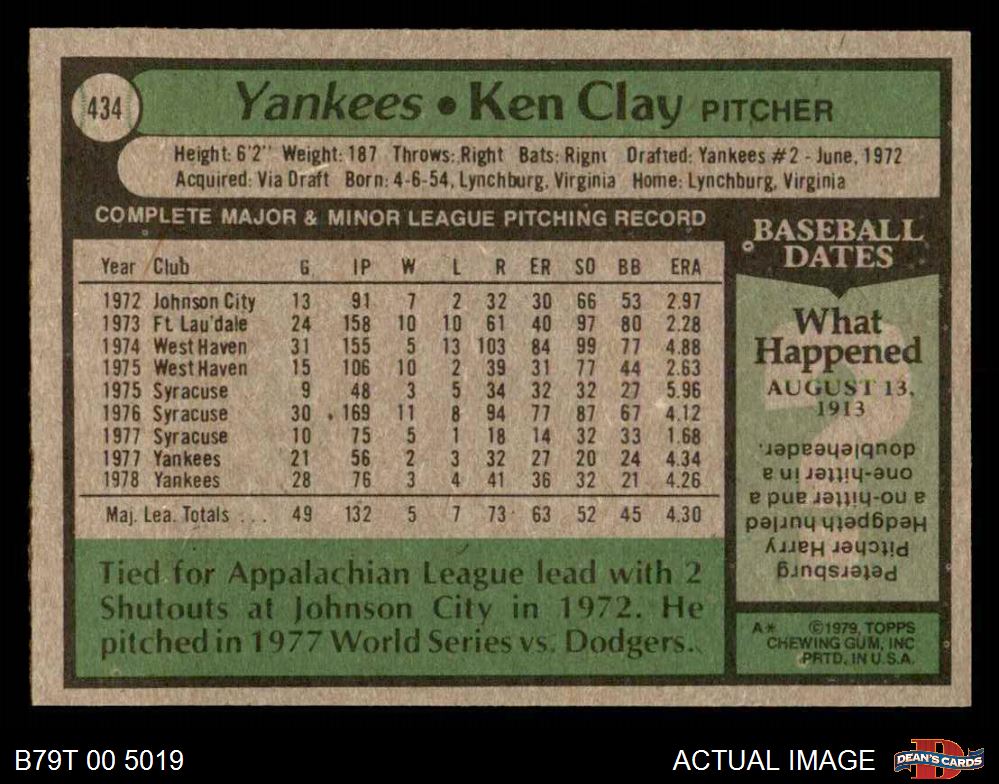 434
Yankees • Ken Clay PITCHER
Height: 6'2" Weight: 187 Throws: Right Bats: Right Drafted: Yankees #2 - June, 1972
Acquired: Via Draft Born: 4-6-54, Lynchburg, Virginia Home: Lynchburg, Virginia
COMPLETE MAJOR & MINOR LEAGUE PITCHING RECORD
Year Club G IP W L R ER SO BB ERA
1972 Johnson City 13 91 7 2 32 30 66 53 2.97
1973 Ft. Lau'dale 24 158 10 10 61 40 97 80 2.28
1974 West Haven 31 155 5 13 103 84 99 77 4.88
1975 West Haven 15 106 10 2 39 31 77 44 2.63
1975 Syracuse 9 48 3 5 34 32 32 27 5.96
1976 Syracuse 30 169 11 8 94 77 87 67 4.12
1977 Syracuse 10 75 5 1 18 14 32 33 1.68
1977 Yankees 21 56 2 3 32 27 20 24 4.34
1978 Yankees 28 76 3 4 41 36 32 21 4.26
Maj. Lea. Totals ... 49 132 5 7 73 63 52 45 4.30
Tied for Appalachian League lead with 2
Shutouts at Johnson City in 1972. He
pitched in 1977 World Series vs. Dodgers.
BASEBALL
DATES
What
Happened
AUGUST 13,
1913
?
Petersburg
Pitcher Harry
Hedgpeth hurled
a no-hitter and a
one-hitter in a
doubleheader.
A* ©1979, TOPPS
CHEWING GUM, INC
PRTD. IN U.S.A.
B79T 00 5019
ACTUAL IMAGE
DEAN'S CARDS